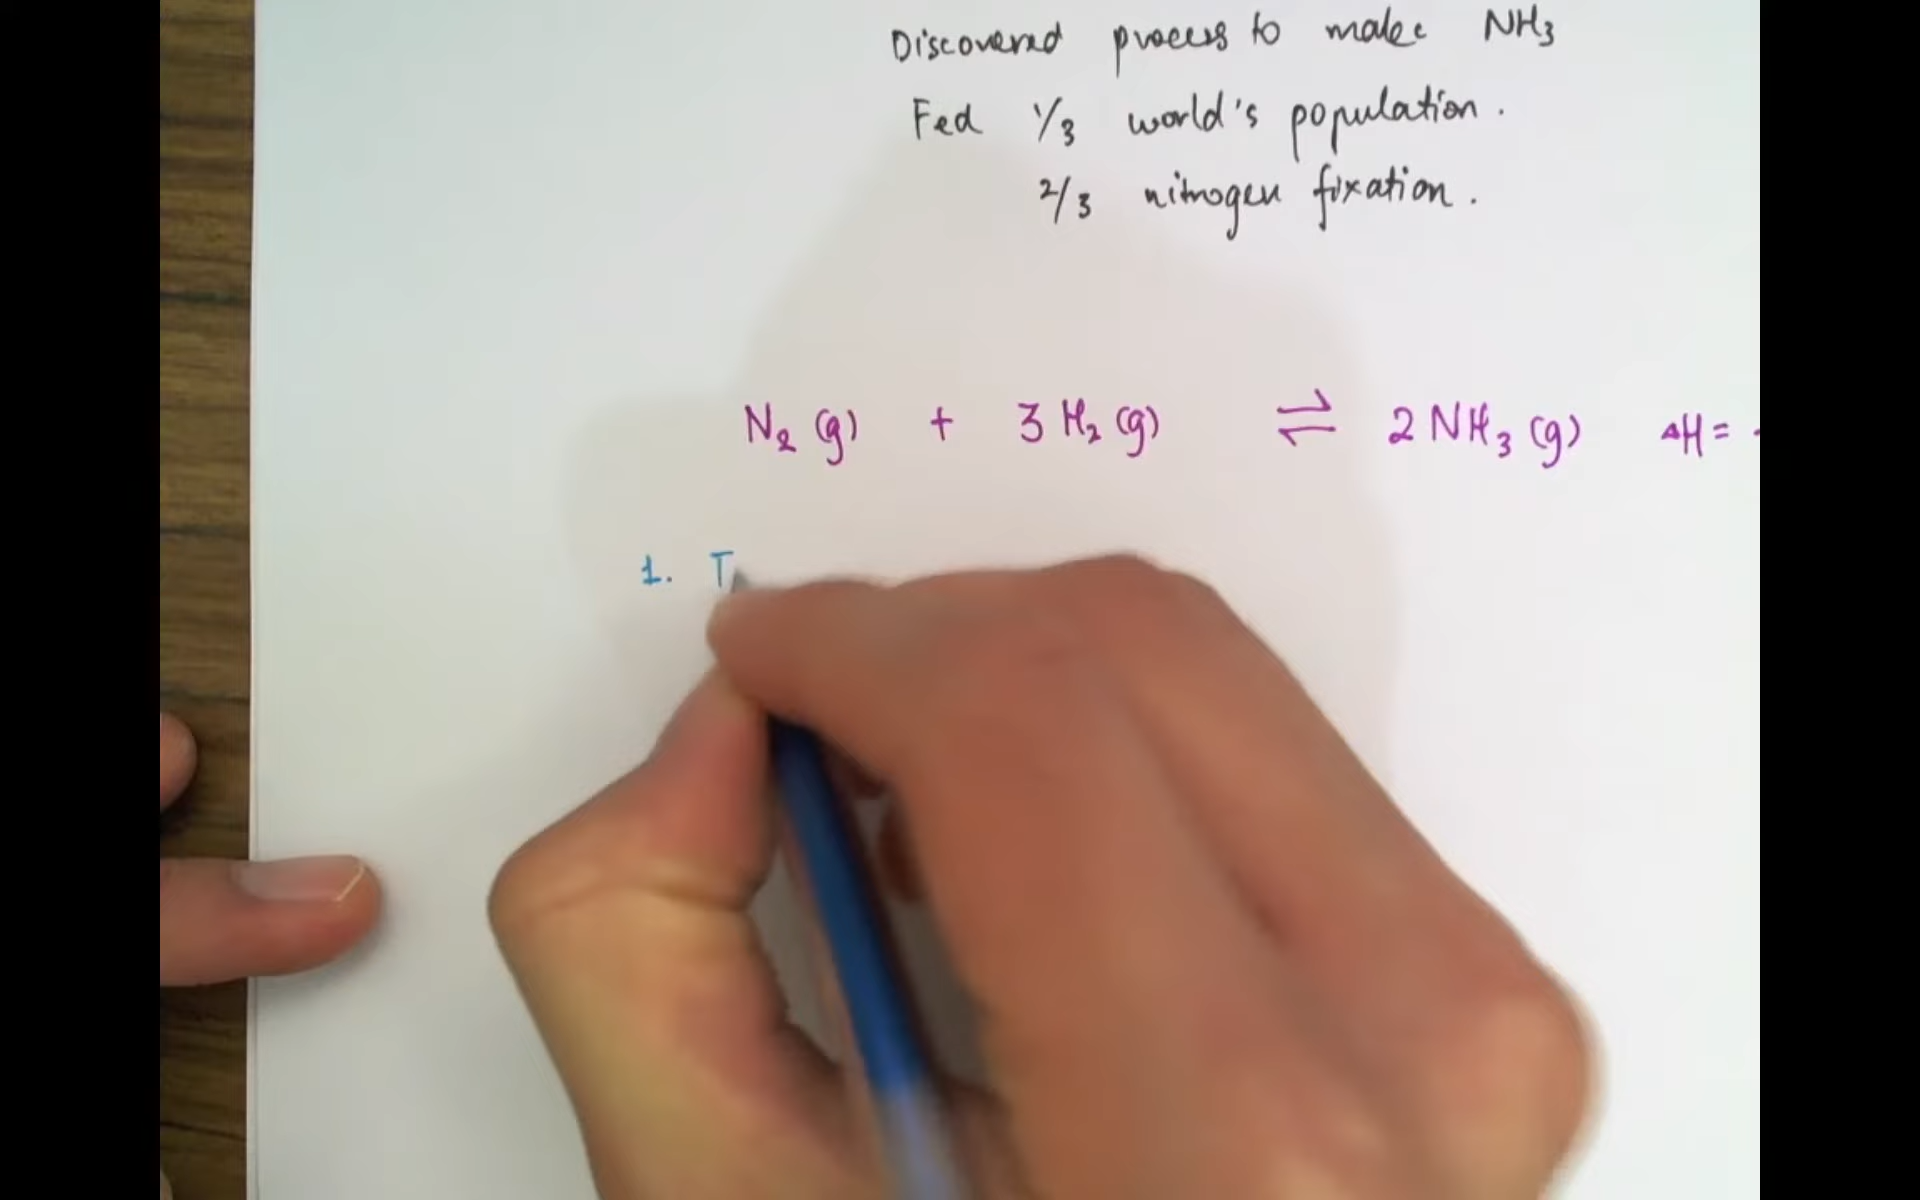 Discovered process to make NH3
Fed 1/3 world's population.
2/3 nitrogen fixation.
N2 (g) + 3 H2 (g) ⇌ 2 NH3 (g) ΔH = -
1. T